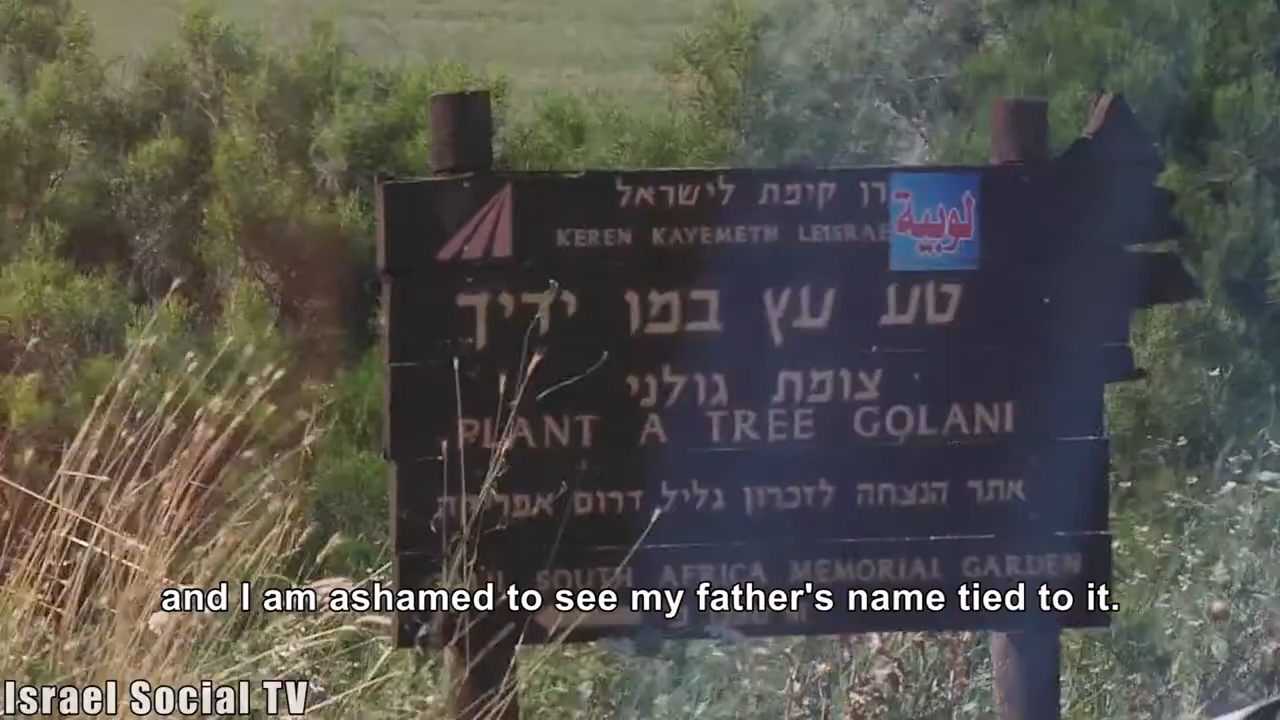 רן קימת לישראל
KEREN KAYEMETH LEISRAE
لوبية
טע עץ במו ידיך
צומת גולני
PLANT A TREE GOLANI
אתר הנצחה לזכרון גליל דרום אפריקה
SOUTH AFRICA MEMORIAL GARDEN
and I am ashamed to see my father's name tied to it.
Israel Social TV